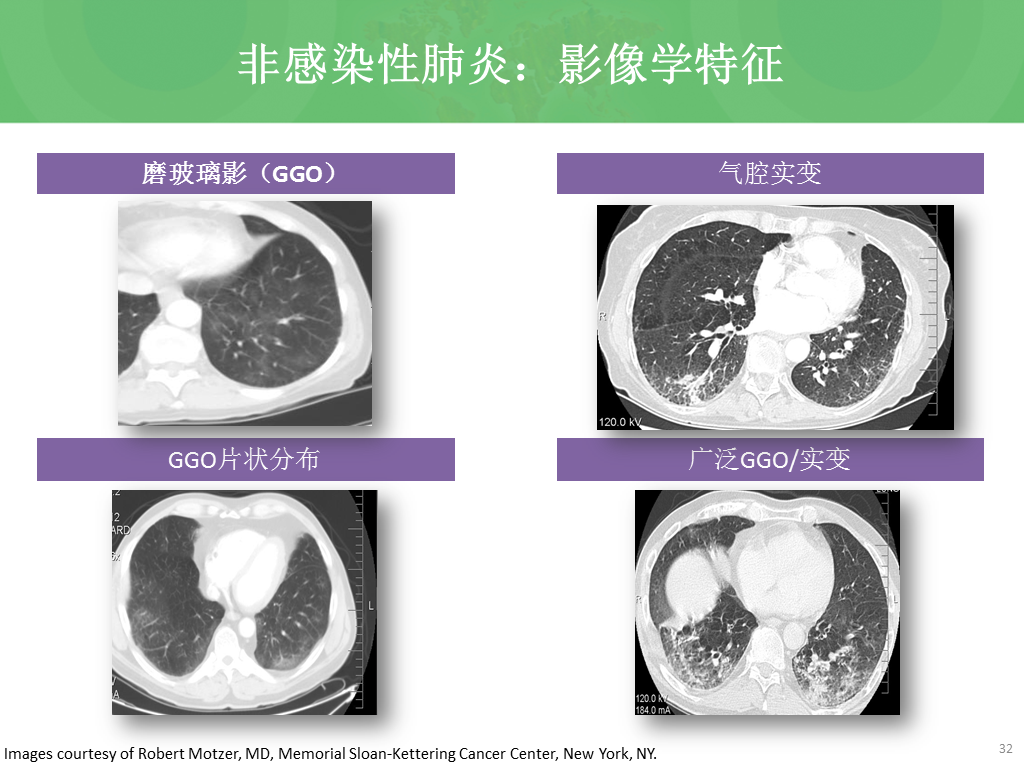 非感染性肺炎：影像学特征
磨玻璃影（GGO）
气腔实变
R
120.0 kV
GGO片状分布
广泛GGO/实变
.2
12
ARD
6x
L
V
A
R
L
120.0 kV
184.0 mA
Images courtesy of Robert Motzer, MD, Memorial Sloan-Kettering Cancer Center, New York, NY.
32